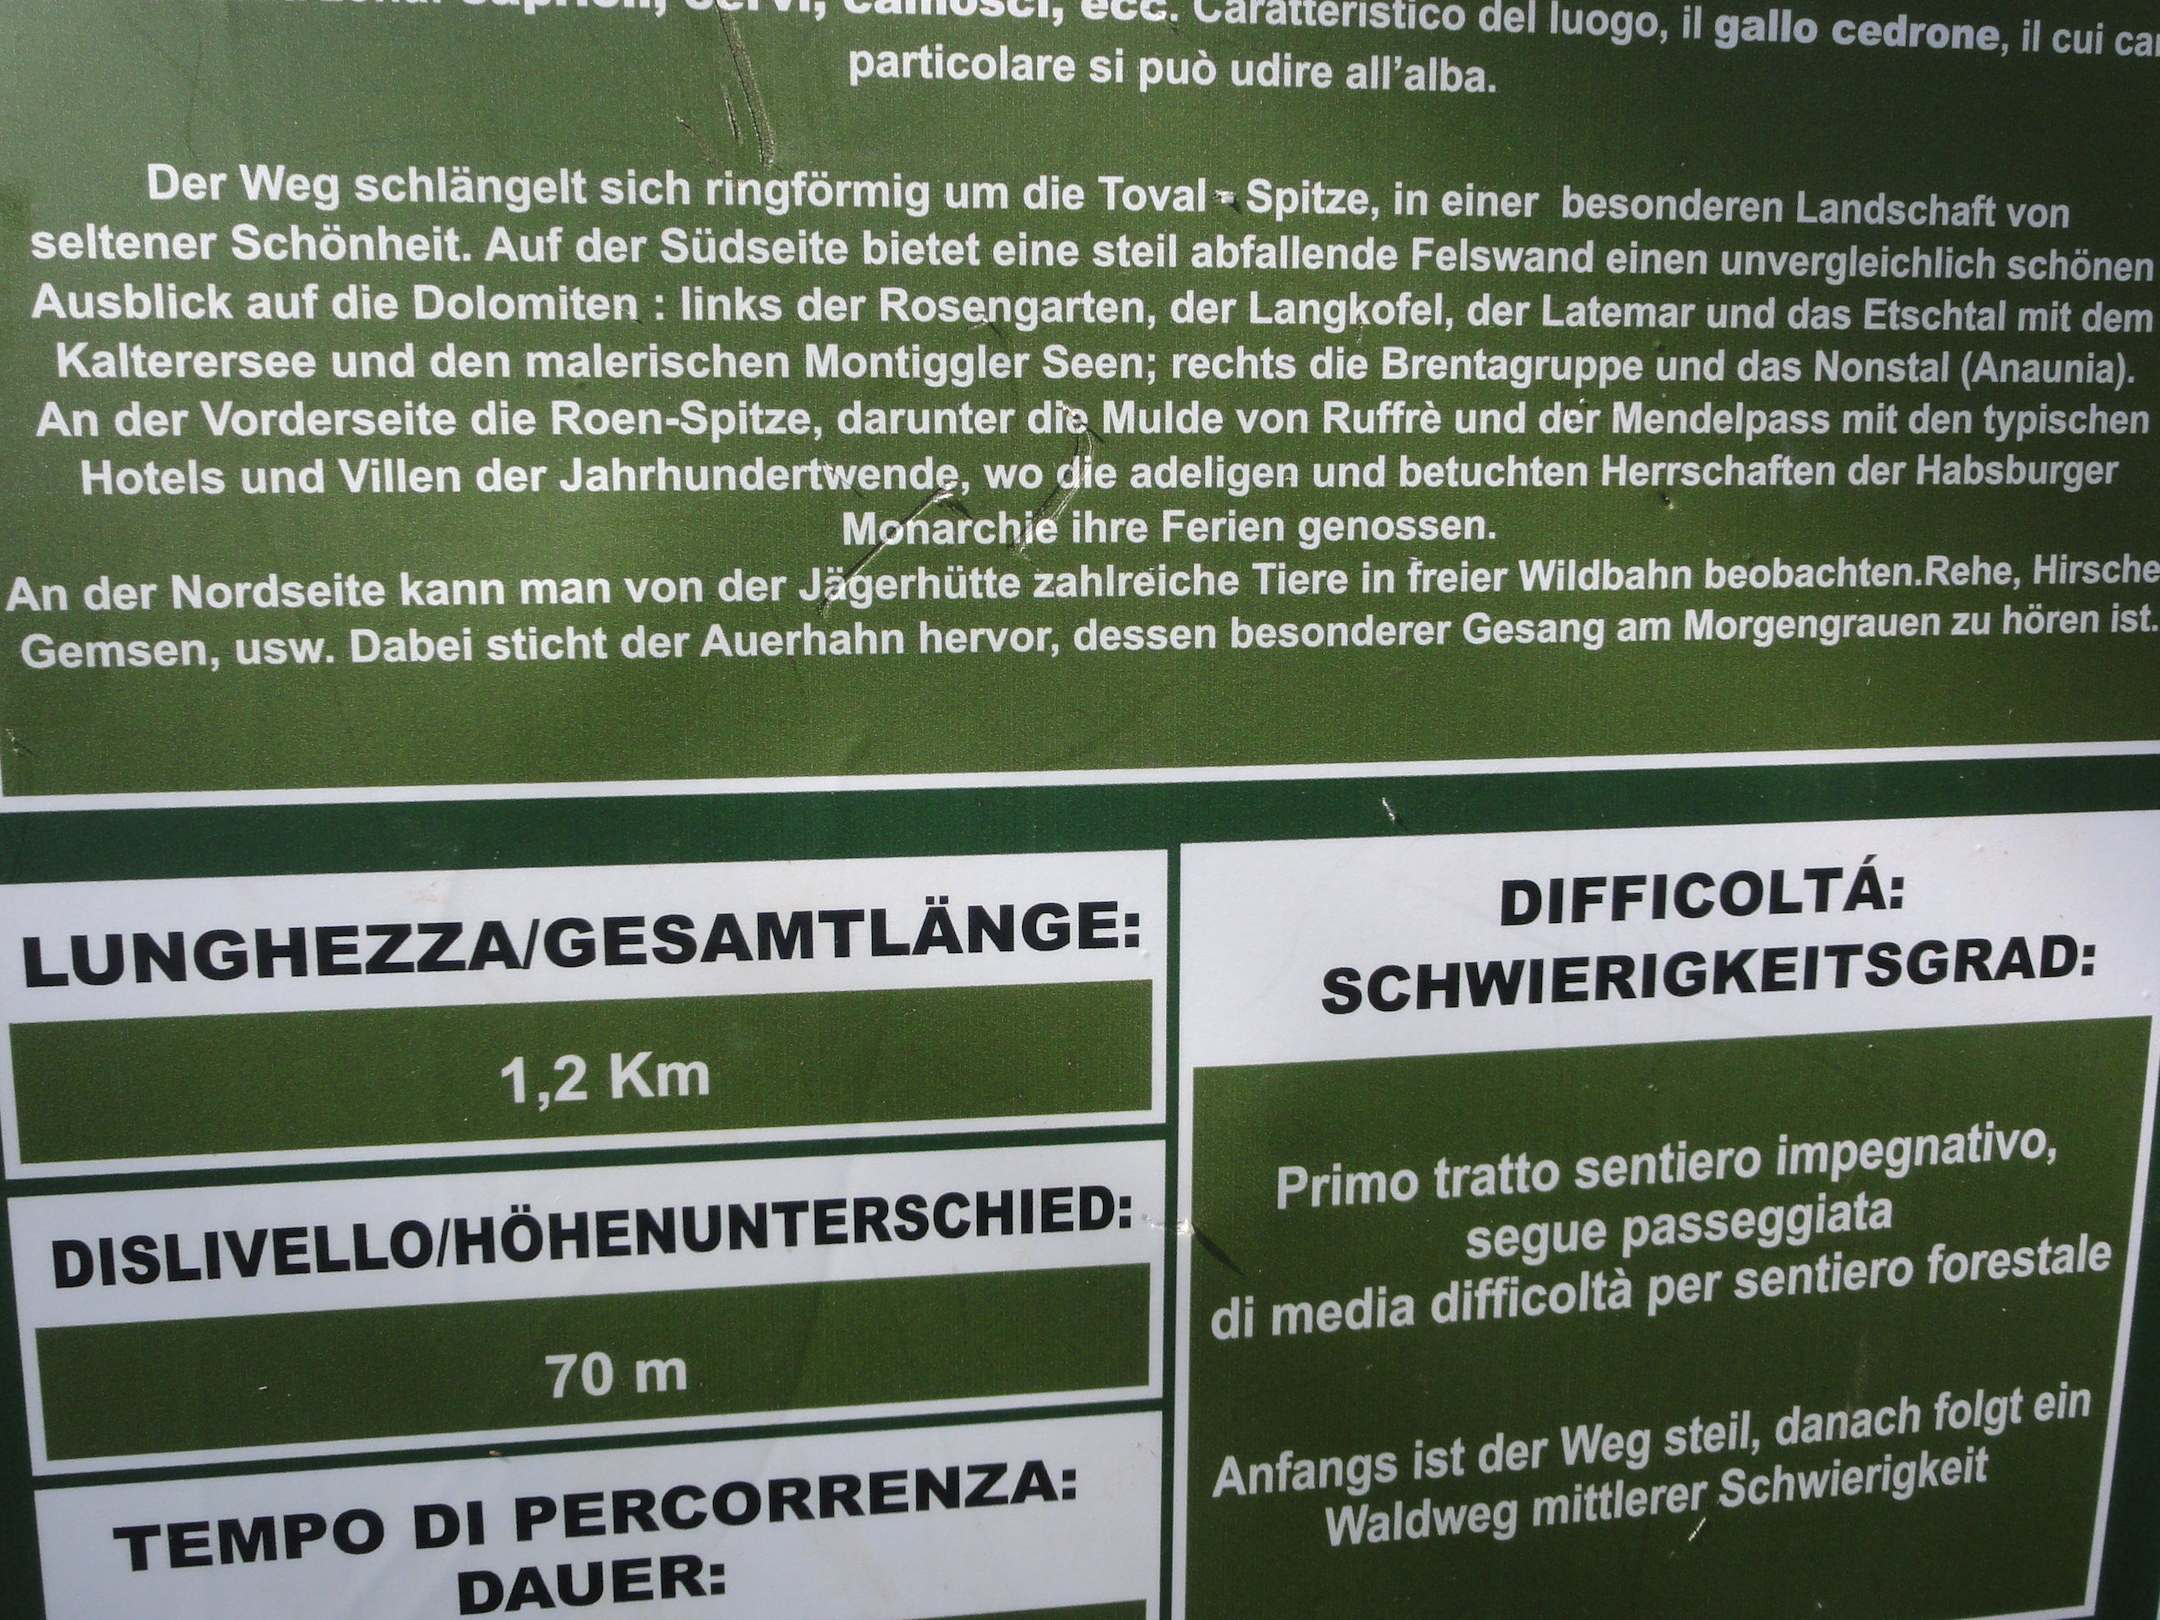 caprioli, cervi, camosci, ecc. Caratteristico del luogo, il gallo cedrone, il cui
particolare si può udire all'alba.
Der Weg schlängelt sich ringförmig um die Toval - Spitze, in einer besonderen Landschaft von
seltener Schönheit. Auf der Südseite bietet eine steil abfallende Felswand einen unvergleichlich schönen
Ausblick auf die Dolomiten : links der Rosengarten, der Langkofel, der Latemar und das Etschtal mit dem
Kalterersee und den malerischen Montiggler Seen; rechts die Brentagruppe und das Nonstal (Anaunia).
An der Vorderseite die Roen-Spitze, darunter die Mulde von Ruffrè und der Mendelpass mit den typischen
Hotels und Villen der Jahrhundertwende, wo die adeligen und betuchten Herrschaften der Habsburger
Monarchie ihre Ferien genossen.
An der Nordseite kann man von der Jägerhütte zahlreiche Tiere in freier Wildbahn beobachten.Rehe, Hirsche
Gemsen, usw. Dabei sticht der Auerhahn hervor, dessen besonderer Gesang am Morgengrauen zu hören ist.
LUNGHEZZA/GESAMTLÄNGE:
1,2 Km
DISLIVELLO/HÖHENUNTERSCHIED:
70 m
TEMPO DI PERCORRENZA:
DAUER:
DIFFICOLTÁ:
SCHWIERIGKEITSGRAD:
Primo tratto sentiero impegnativo,
segue passeggiata
di media difficoltà per sentiero forestale
Anfangs ist der Weg steil, danach folgt ein
Waldweg mittlerer Schwierigkeit